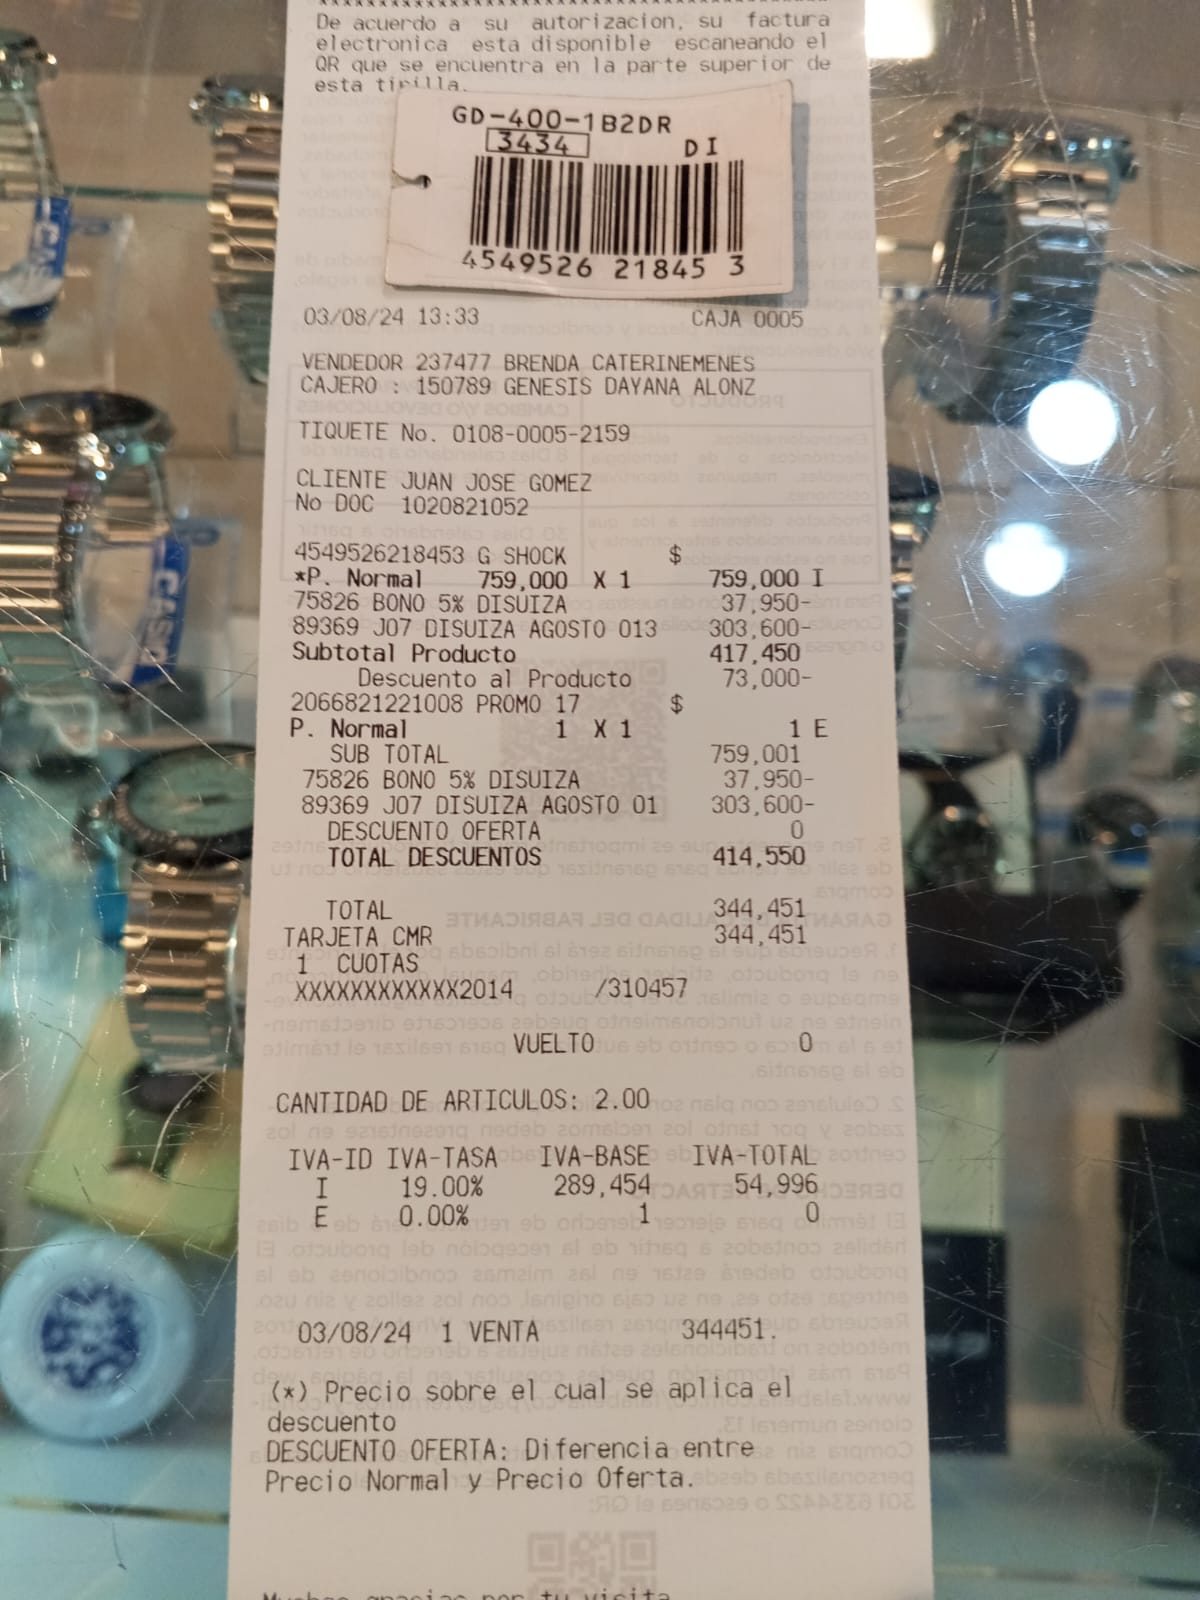 De acuerdo a su autorizacion, su factura
electronica esta disponible escaneando el
QR que se encuentra en la parte superior de
esta tirilla.
GD-400-1B2DR
3434 DI
4549526 21845 3
03/08/24 13:33 CAJA 0005
VENDEDOR 237477 BRENDA CATERINEMENES
CAJERO : 150789 GENESIS DAYANA ALONZ
TIQUETE No. 0108-0005-2159
CLIENTE JUAN JOSE GOMEZ
No DOC 1020821052
4549526218453 G SHOCK $
*P. Normal 759,000 X 1 759,000 I
75826 BONO 5% DISUIZA 37,950-
89369 J07 DISUIZA AGOSTO 013 303,600-
Subtotal Producto 417,450
Descuento al Producto 73,000-
2066821221008 PROMO 17 $
P. Normal 1 X 1 1 E
SUB TOTAL 759,001
75826 BONO 5% DISUIZA 37,950-
89369 J07 DISUIZA AGOSTO 01 303,600-
DESCUENTO OFERTA 0
TOTAL DESCUENTOS 414,550
TOTAL 344,451
TARJETA CMR 344,451
1 CUOTAS
XXXXXXXXXXXX2014 /310457
VUELTO 0
CANTIDAD DE ARTICULOS: 2.00
IVA-ID IVA-TASA IVA-BASE IVA-TOTAL
I 19.00% 289,454 54,996
E 0.00% 1 0
03/08/24 1 VENTA 344451.
(*) Precio sobre el cual se aplica el
descuento
DESCUENTO OFERTA: Diferencia entre
Precio Normal y Precio Oferta.
Muchas gracias por tu visita
CASIO